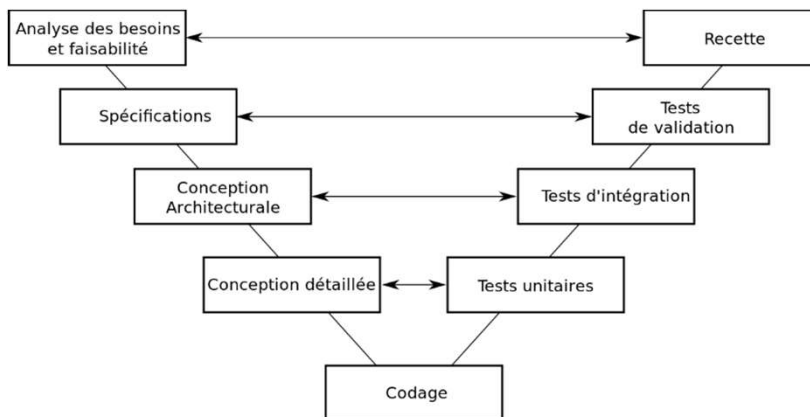 Analyse des besoins
et faisabilité
Recette
Spécifications
Tests
de validation
Conception
Architecturale
Tests d'intégration
Conception détaillée
Tests unitaires
Codage